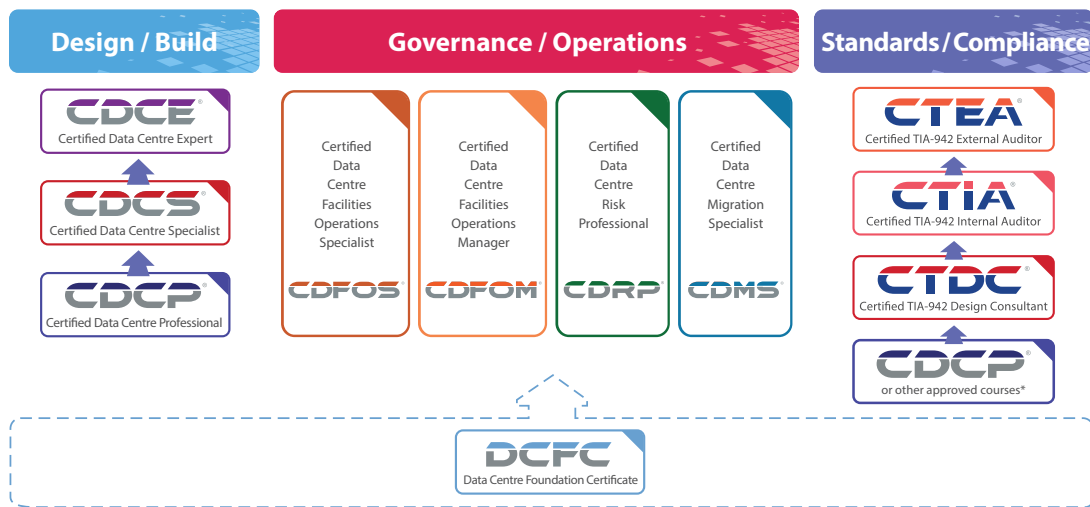 Design / Build
CDCE®
Certified Data Centre Expert
CDCS®
Certified Data Centre Specialist
CDCP®
Certified Data Centre Professional
Governance / Operations
Certified
Data
Centre
Facilities
Operations
Specialist
CDFOS®
Certified
Data
Centre
Facilities
Operations
Manager
CDFOM®
Certified
Data
Centre
Risk
Professional
CDRP®
Certified
Data
Centre
Migration
Specialist
CDMS®
Standards / Compliance
CTEA®
Certified TIA-942 External Auditor
CTIA®
Certified TIA-942 Internal Auditor
CTDC®
Certified TIA-942 Design Consultant
CDCP®
or other approved courses*
DCFC
Data Centre Foundation Certificate